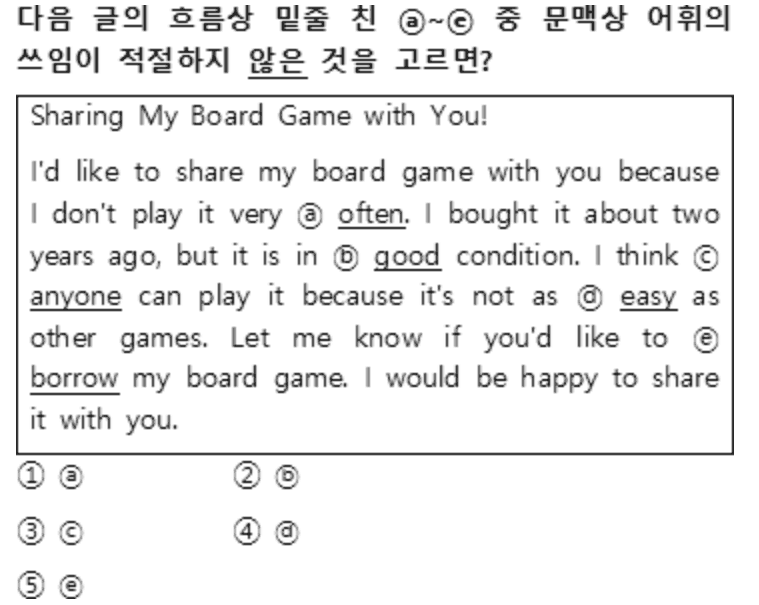 다음 글의 흐름상 밑줄 친 ⓐ~ⓔ 중 문맥상 어휘의
쓰임이 적절하지 않은 것을 고르면?
Sharing My Board Game with You!
I'd like to share my board game with you because
I don't play it very ⓐ often. I bought it about two
years ago, but it is in ⓑ good condition. I think ⓒ
anyone can play it because it's not as ⓓ easy as
other games. Let me know if you'd like to ⓔ
borrow my board game. I would be happy to share
it with you.
① ⓐ ② ⓑ
③ ⓒ ④ ⓓ
⑤ ⓔ